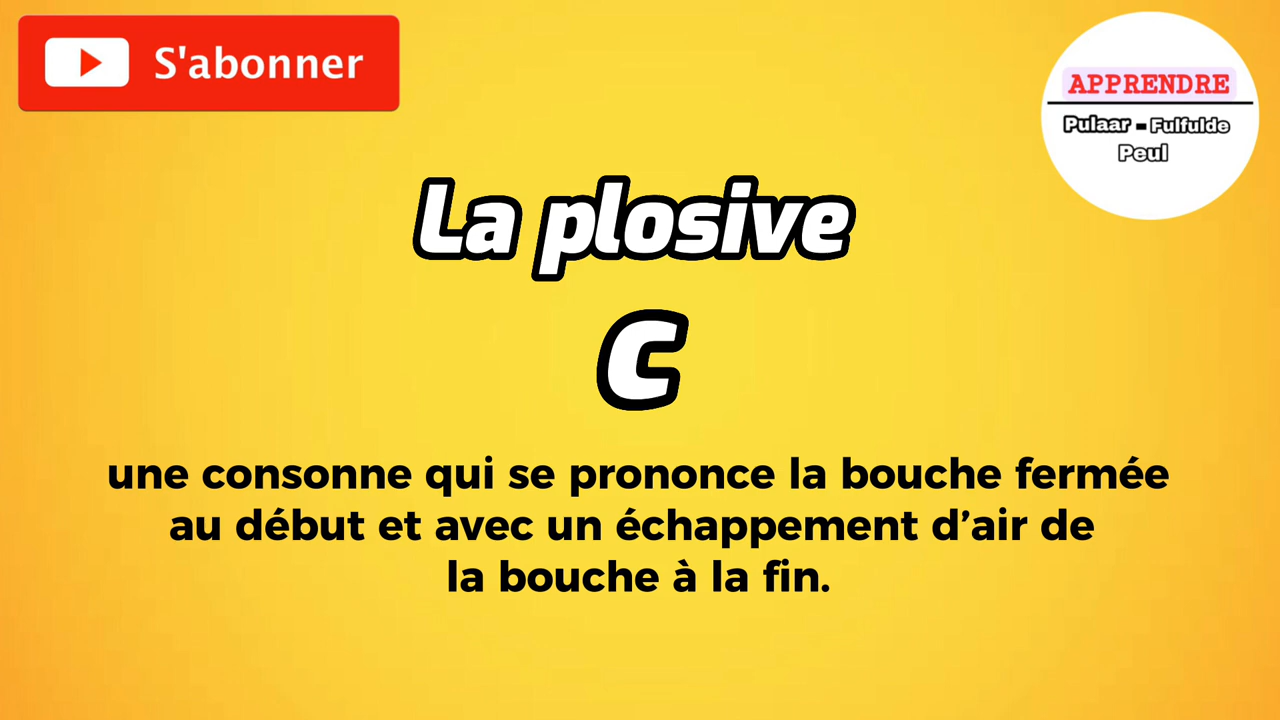 S'abonner
APPRENDRE
Pulaar - Fulfulde
Peul
La plosive
C
une consonne qui se prononce la bouche fermée
au début et avec un échappement d’air de
la bouche à la fin.